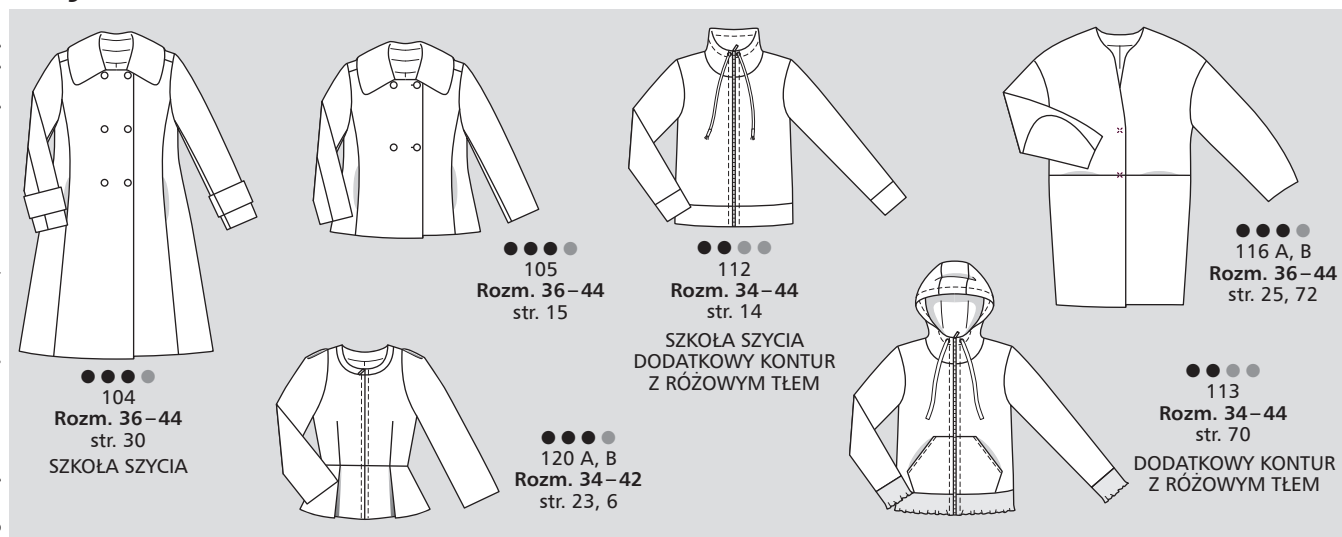 104
Rozm. 36–44
str. 30
SZKOŁA SZYCIA
105
Rozm. 36–44
str. 15
120 A, B
Rozm. 34–42
str. 23, 6
112
Rozm. 34–44
str. 14
SZKOŁA SZYCIA
DODATKOWY KONTUR
Z RÓŻOWYM TŁEM
116 A, B
Rozm. 36–44
str. 25, 72
113
Rozm. 34–44
str. 70
DODATKOWY KONTUR
Z RÓŻOWYM TŁEM